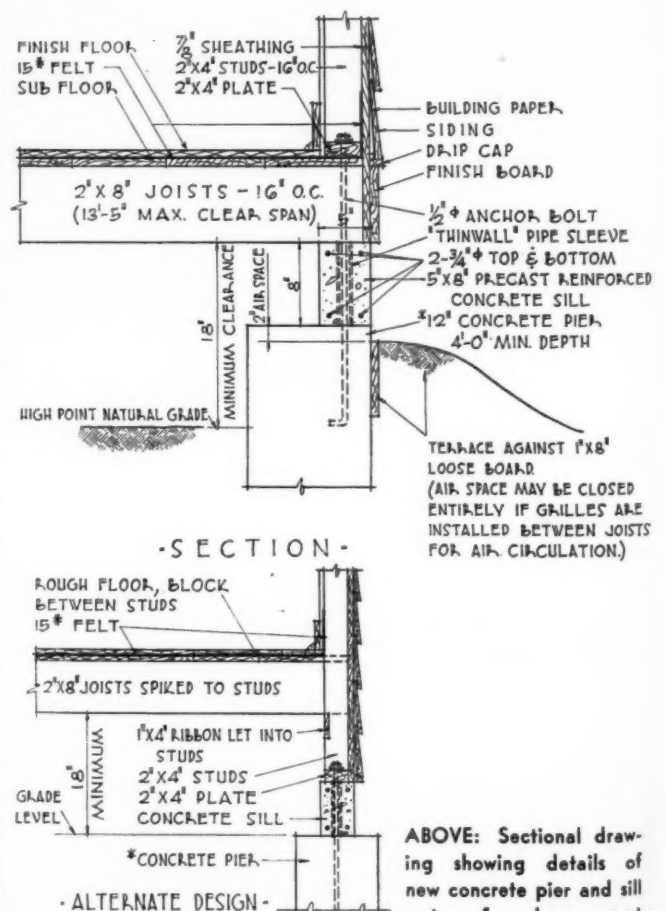 FINISH FLOOR
15# FELT
SUB FLOOR
7/8" SHEATHING
2"X4" STUDS-16"O.C.
2"X4" PLATE
BUILDING PAPER
SIDING
DRIP CAP
FINISH BOARD
2"X 8" JOISTS - 16" O.C.
(13'-5" MAX. CLEAR SPAN)
5"
1/2" ϕ ANCHOR BOLT
"THINWALL" PIPE SLEEVE
2-3/4" ϕ TOP & BOTTOM
5"X8" PRECAST REINFORCED
CONCRETE SILL
*12" CONCRETE PIER
4'-0" MIN. DEPTH
18"
MINIMUM CLEARANCE
2" AIR SPACE
8"
HIGH POINT NATURAL GRADE
TERRACE AGAINST 1"X8"
LOOSE BOARD.
(AIR SPACE MAY BE CLOSED
ENTIRELY IF GRILLES ARE
INSTALLED BETWEEN JOISTS
FOR AIR CIRCULATION.)
·SECTION·
ROUGH FLOOR, BLOCK
BETWEEN STUDS
15# FELT
2"X8" JOISTS SPIKED TO STUDS
18"
MINIMUM
1"X4" RIBBON LET INTO
STUDS
2"X4" STUDS
2"X4" PLATE
CONCRETE SILL
GRADE
LEVEL
*CONCRETE PIER
·ALTERNATE DESIGN·
ABOVE: Sectional draw-
ing showing details of
new concrete pier and sill